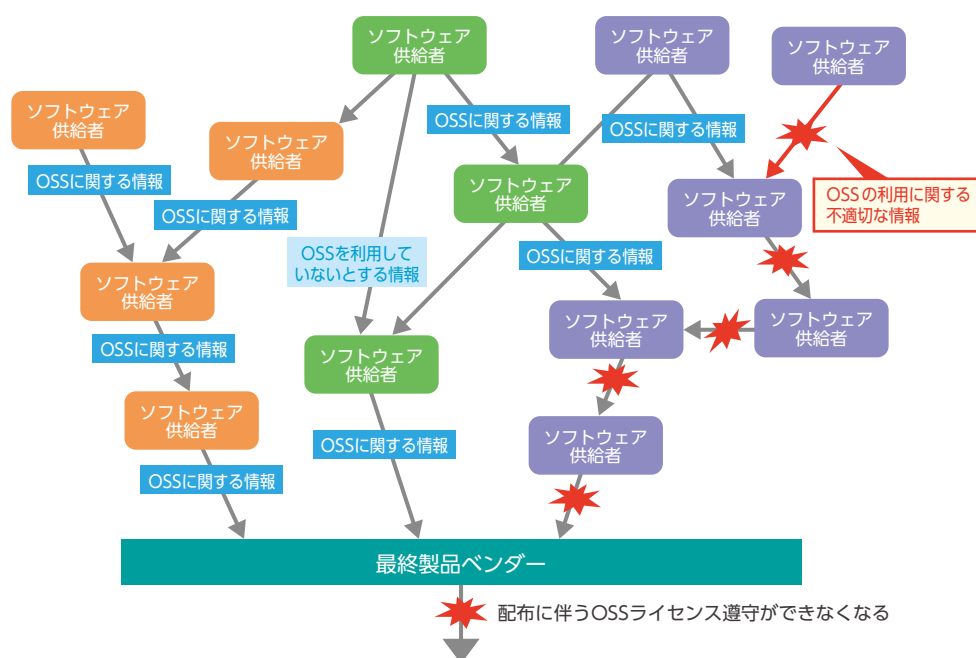 ソフトウェア
供給者
ソフトウェア
供給者
ソフトウェア
供給者
ソフトウェア
供給者
ソフトウェア
供給者
OSSに関する情報
OSSに関する情報
OSSに関する情報
OSSに関する情報
ソフトウェア
供給者
ソフトウェア
供給者
OSSの利用に関する
不適切な情報
OSSを利用して
いないとする情報
OSSに関する情報
ソフトウェア
供給者
ソフトウェア
供給者
ソフトウェア
供給者
OSSに関する情報
ソフトウェア
供給者
ソフトウェア
供給者
ソフトウェア
供給者
OSSに関する情報
OSSに関する情報
最終製品ベンダー
配布に伴うOSSライセンス遵守ができなくなる